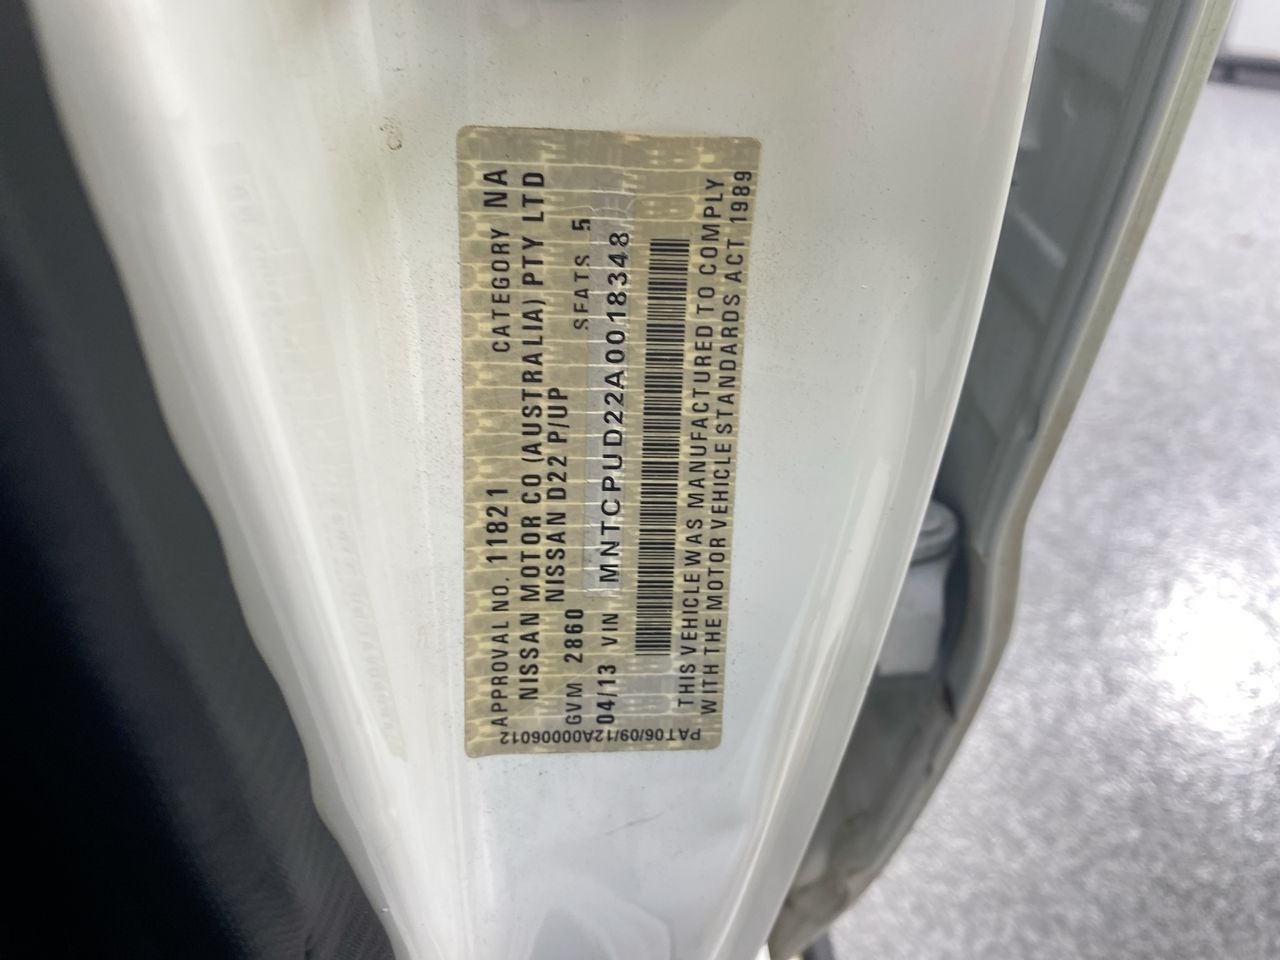 APPROVAL NO. 11821 CATEGORY NA
NISSAN MOTOR CO (AUSTRALIA) PTY LTD
NISSAN D22 P/UP
GVM 2860 SEATS 5
04/13 VIN MNTCPUD22A0018348
THIS VEHICLE WAS MANUFACTURED TO COMPLY
WITH THE MOTOR VEHICLE STANDARDS ACT 1989
PAT06/09/12A00006012